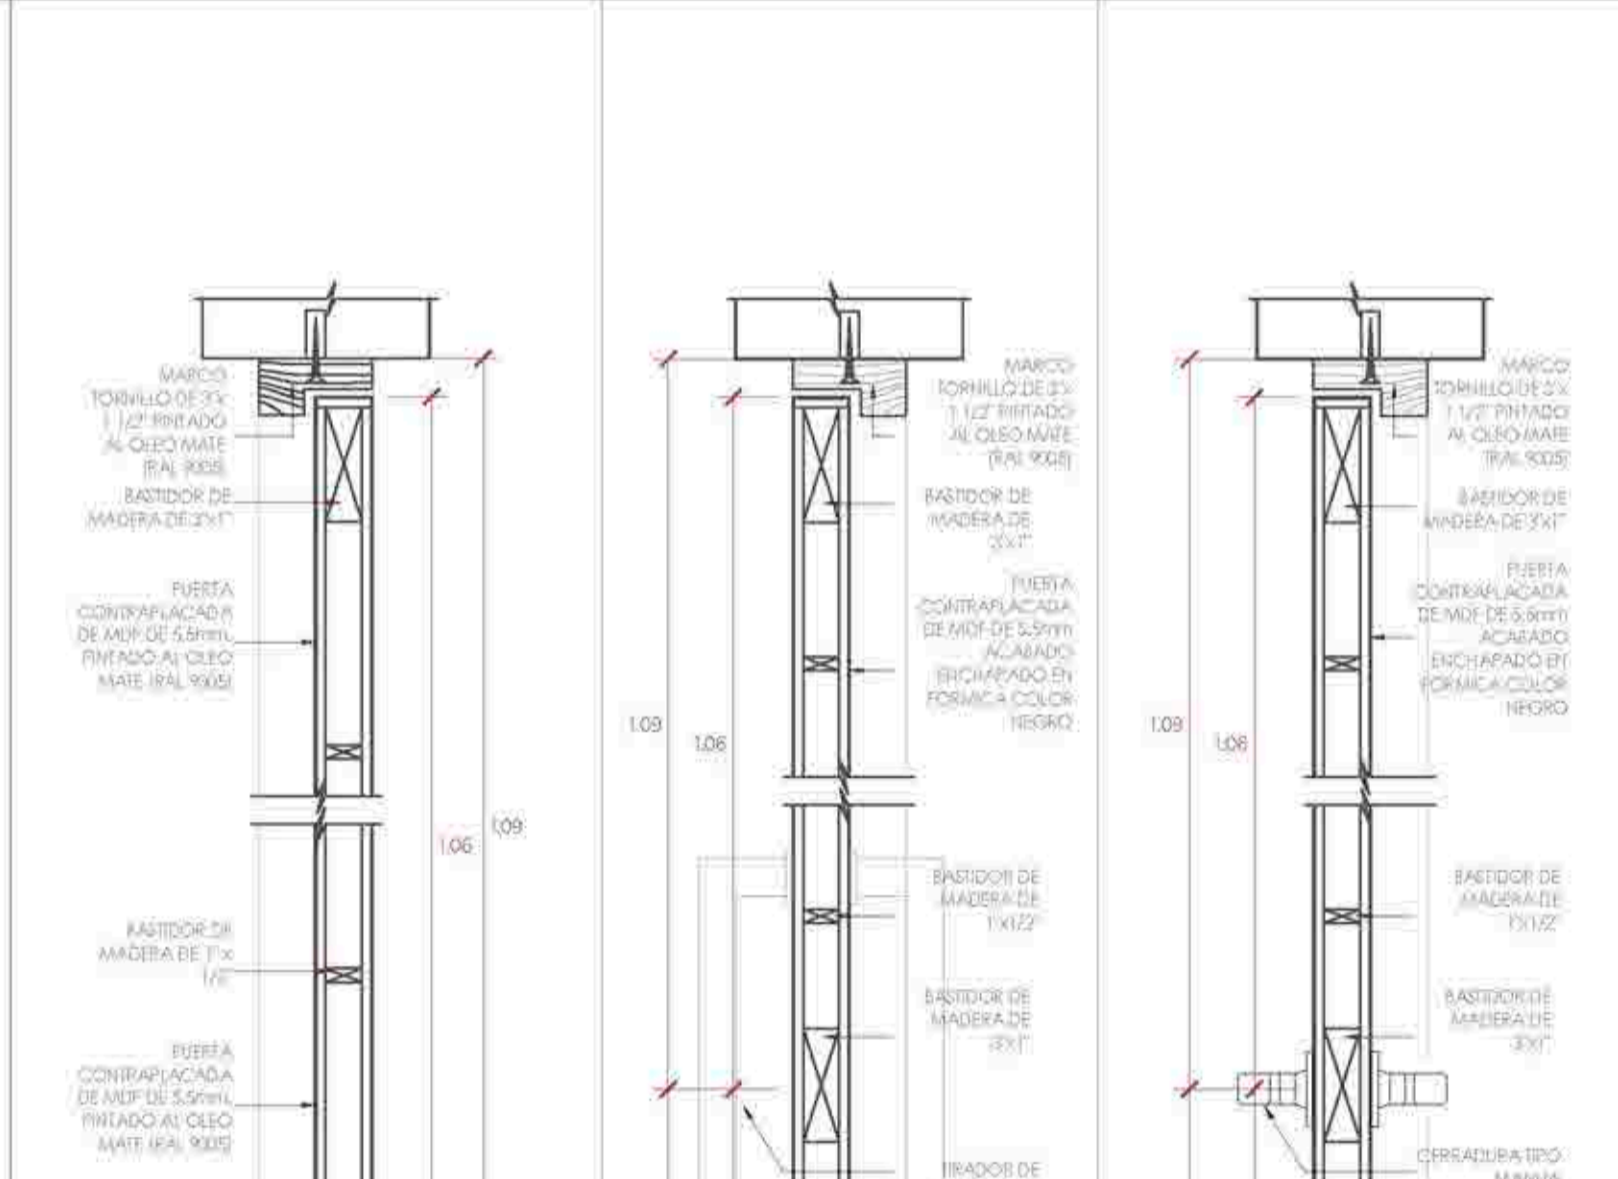 MARCO
TORNILLO DE 3"x
1 1/2" PINTADO
AL OLEO MATE
(RAL 9005)
BASTIDOR DE
MADERA DE 3"x1"
PUERTA
CONTRAPLACADA
DE MDF DE 5.5mm,
PINTADO AL OLEO
MATE (RAL 9005)
1.06
1.09
BASTIDOR DE
MADERA DE 1" x
1/2"
PUERTA
CONTRAPLACADA
DE MDF DE 5.5mm,
PINTADO AL OLEO
MATE (RAL 9005)
MARCO
TORNILLO DE 3"x
1 1/2" PINTADO
AL OLEO MATE
(RAL 9005)
BASTIDOR DE
MADERA DE
3"x1"
PUERTA
CONTRAPLACADA
DE MDF DE 5.5mm
ACABADO
ENCHAPADO EN
FORMICA COLOR
NEGRO
1.09
1.06
BASTIDOR DE
MADERA DE
1"x1/2"
BASTIDOR DE
MADERA DE
3"x1"
TIRADOR DE
MARCO
TORNILLO DE 3"x
1 1/2" PINTADO
AL OLEO MATE
(RAL 9005)
BASTIDOR DE
MADERA DE 3"x1"
PUERTA
CONTRAPLACADA
DE MDF DE 5.5mm
ACABADO
ENCHAPADO EN
FORMICA COLOR
NEGRO
1.09
1.06
BASTIDOR DE
MADERA DE
1"x1/2"
BASTIDOR DE
MADERA DE
3"x1"
CERRADURA TIPO